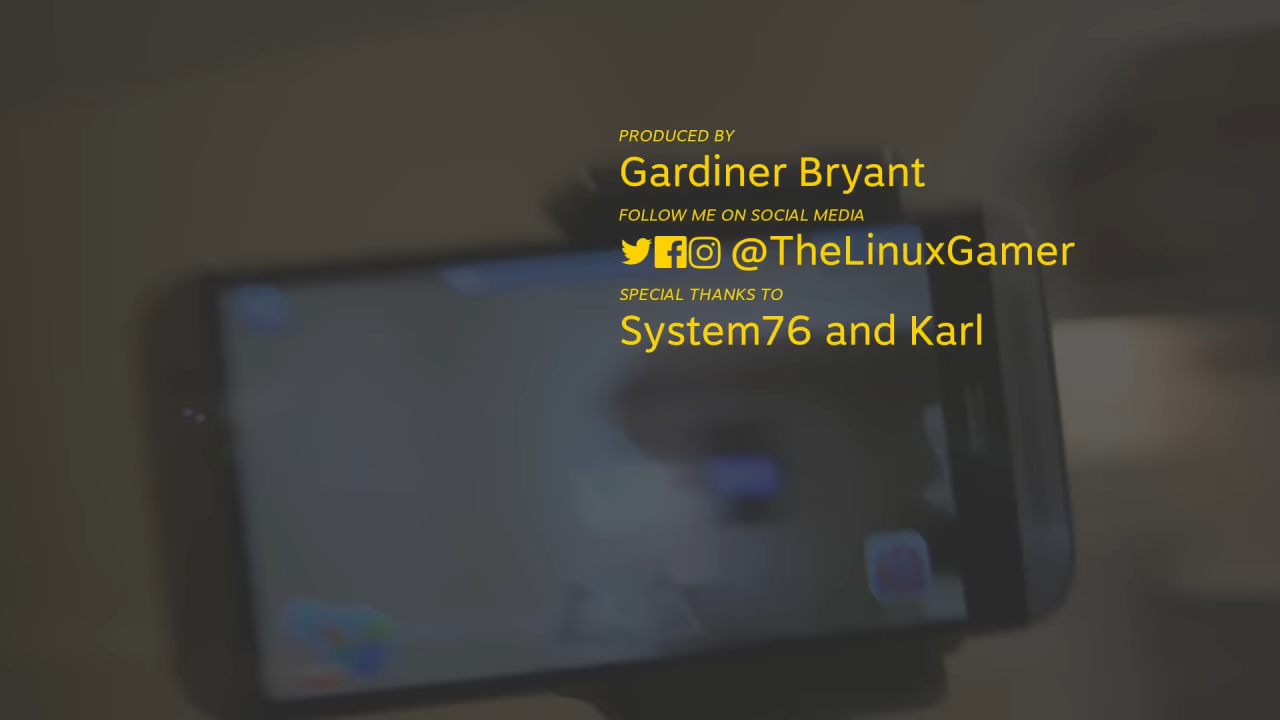 PRODUCED BY
Gardiner Bryant
FOLLOW ME ON SOCIAL MEDIA
@TheLinuxGamer
SPECIAL THANKS TO
System76 and Karl